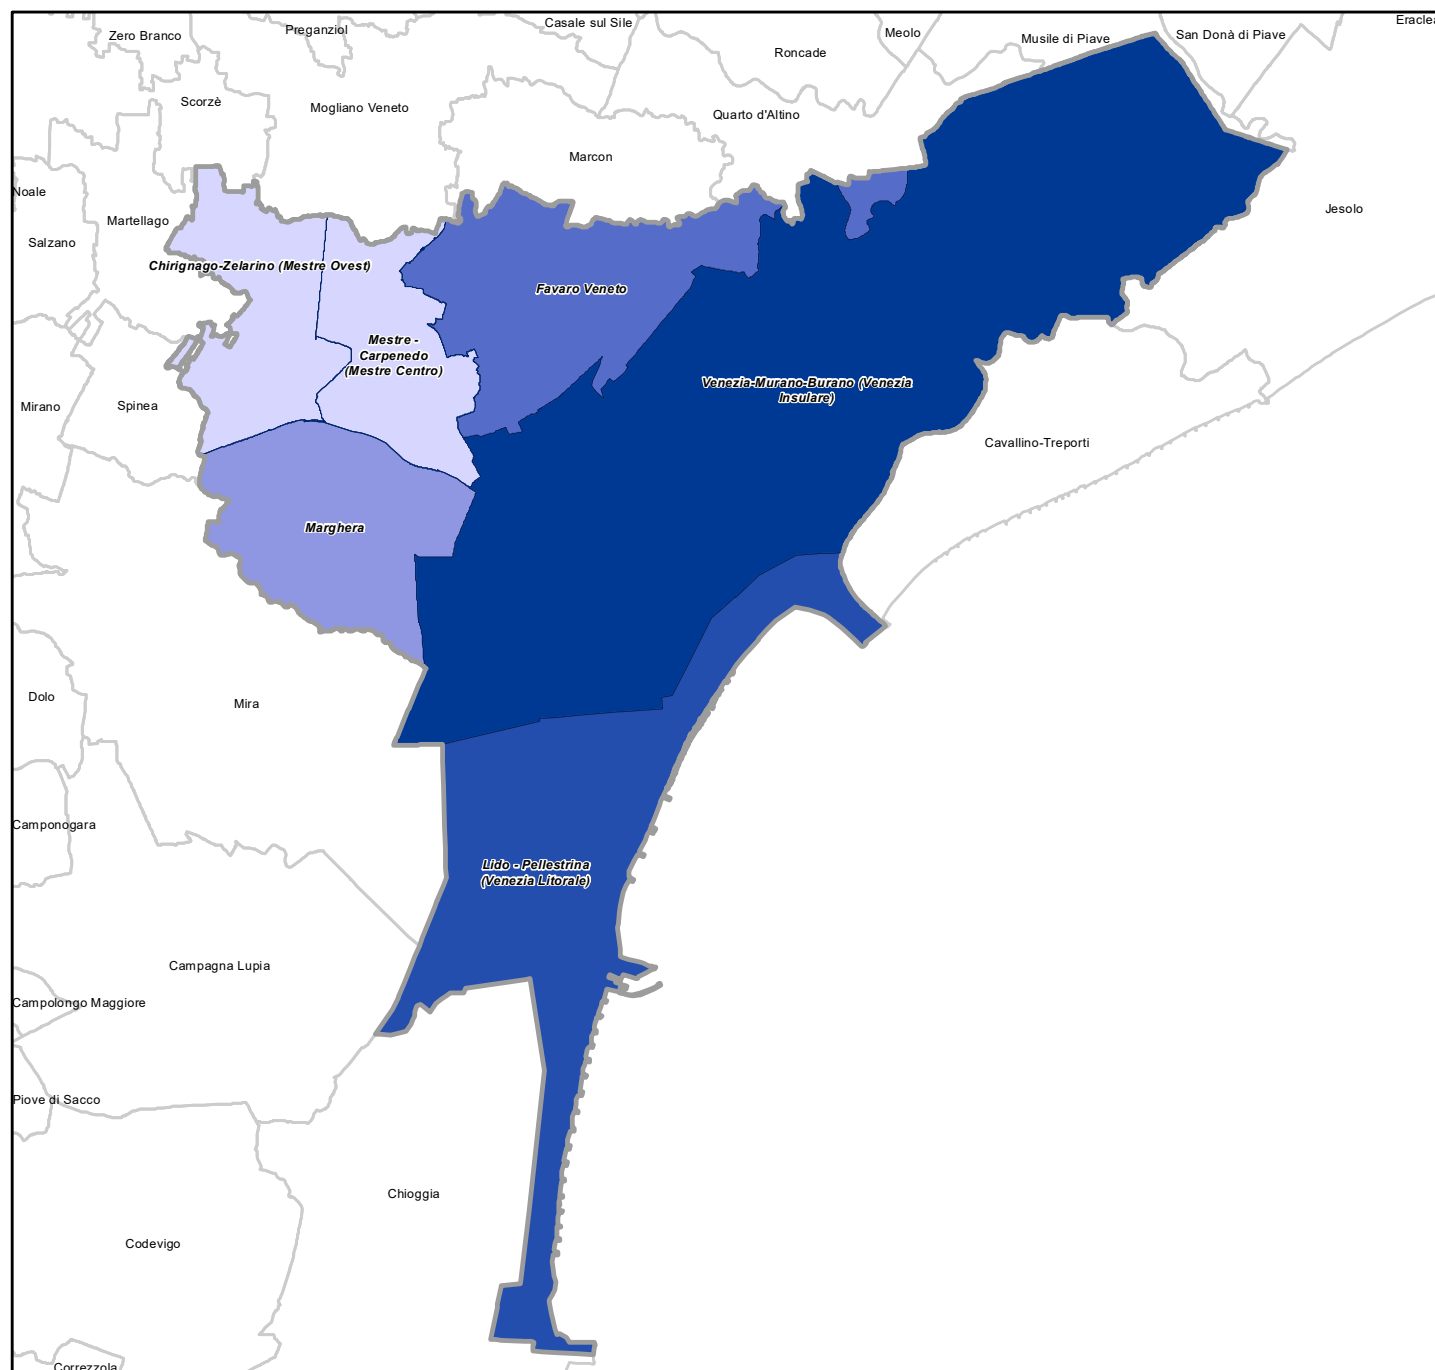 Eraclea
Casale sul Sile
Preganziol
Meolo
San Donà di Piave
Zero Branco
Musile di Piave
Roncade
Scorzè
Mogliano Veneto
Quarto d'Altino
Marcon
Noale
Jesolo
Martellago
Salzano
Chirignago-Zelarino (Mestre Ovest)
Favaro Veneto
Mestre -
Carpenedo
(Mestre Centro)
Venezia-Murano-Burano (Venezia
Insulare)
Mirano
Spinea
Cavallino-Treporti
Marghera
Dolo
Mira
Camponogara
Lido - Pellestrina
(Venezia Litorale)
Campagna Lupia
Campolongo Maggiore
Piove di Sacco
Chioggia
Codevigo
Correzzola